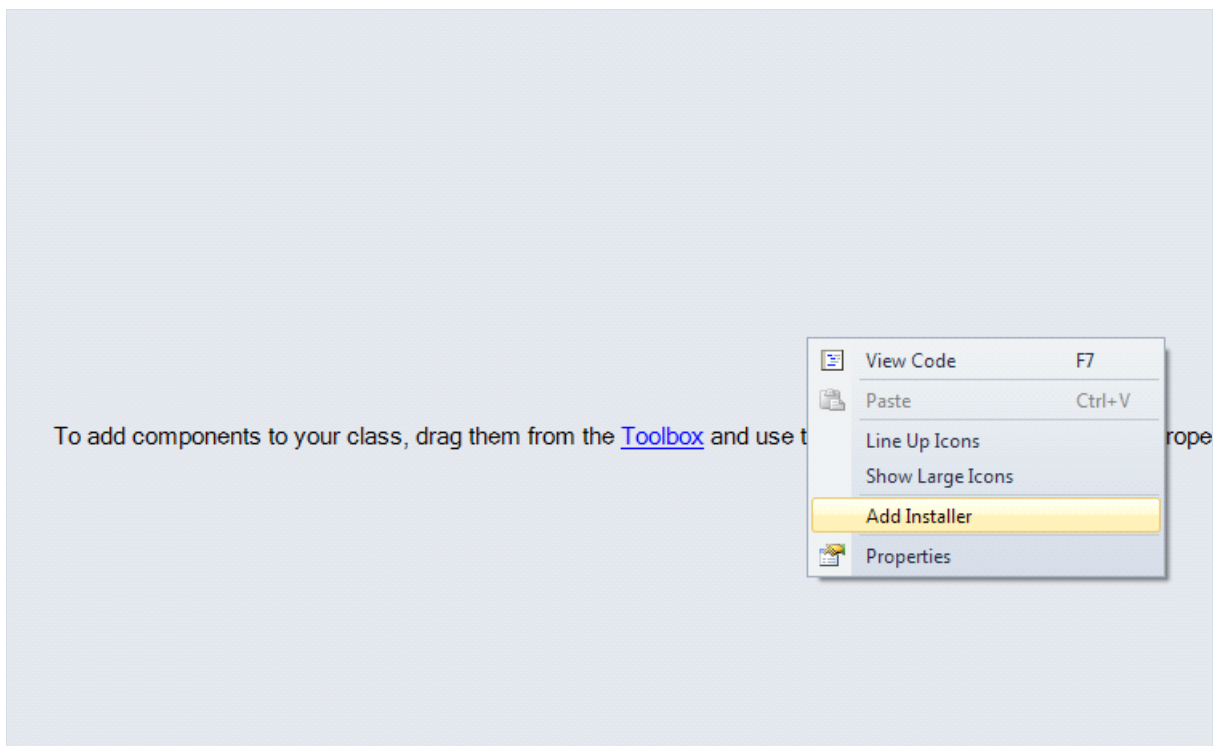 View Code F7
Paste Ctrl+V
To add components to your class, drag them from the Toolbox and use t
rope
Line Up Icons
Show Large Icons
Add Installer
Properties